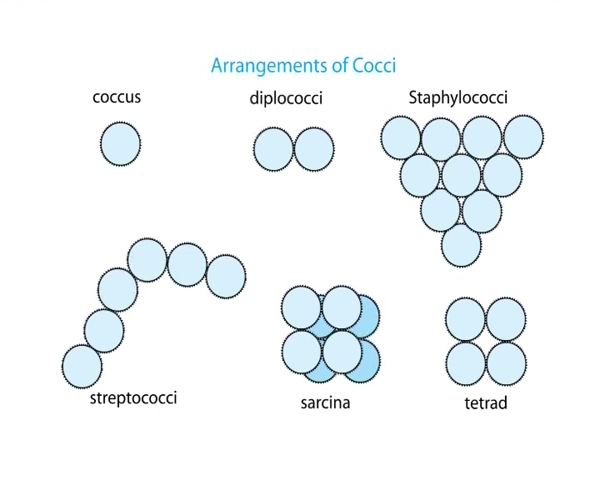 Arrangements of Cocci
coccus
diplococci
Staphylococci
streptococci
sarcina
tetrad